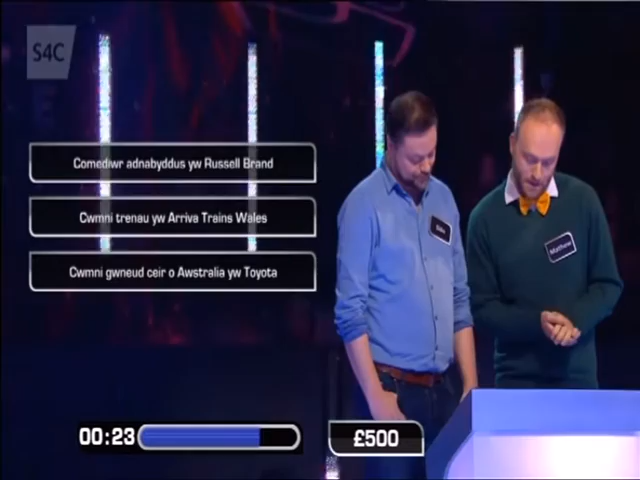 S4C
Comediwr adnabyddus yw Russell Brand
Cwmni trenau yw Arriva Trains Wales
Cwmni gwneud ceir o Awstralia yw Toyota
Matthew
00:23
£500